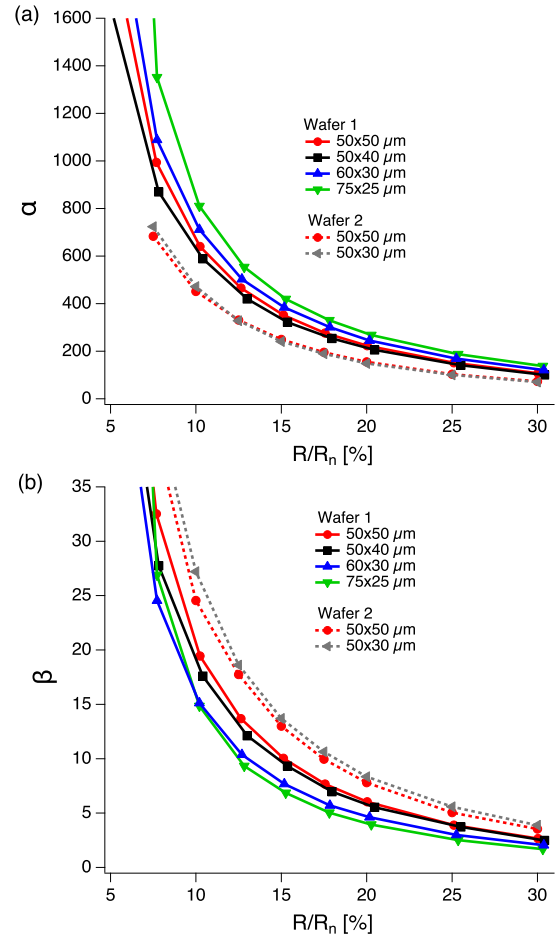 (a)
1600
1400
1200
1000
800
600
400
200
0
α
Wafer 1
50x50 µm
50x40 µm
60x30 µm
75x25 µm
Wafer 2
50x50 µm
50x30 µm
5 10 15 20 25 30
R/Rn [%]
(b)
35
30
25
20
15
10
5
0
β
Wafer 1
50x50 µm
50x40 µm
60x30 µm
75x25 µm
Wafer 2
50x50 µm
50x30 µm
5 10 15 20 25 30
R/Rn [%]